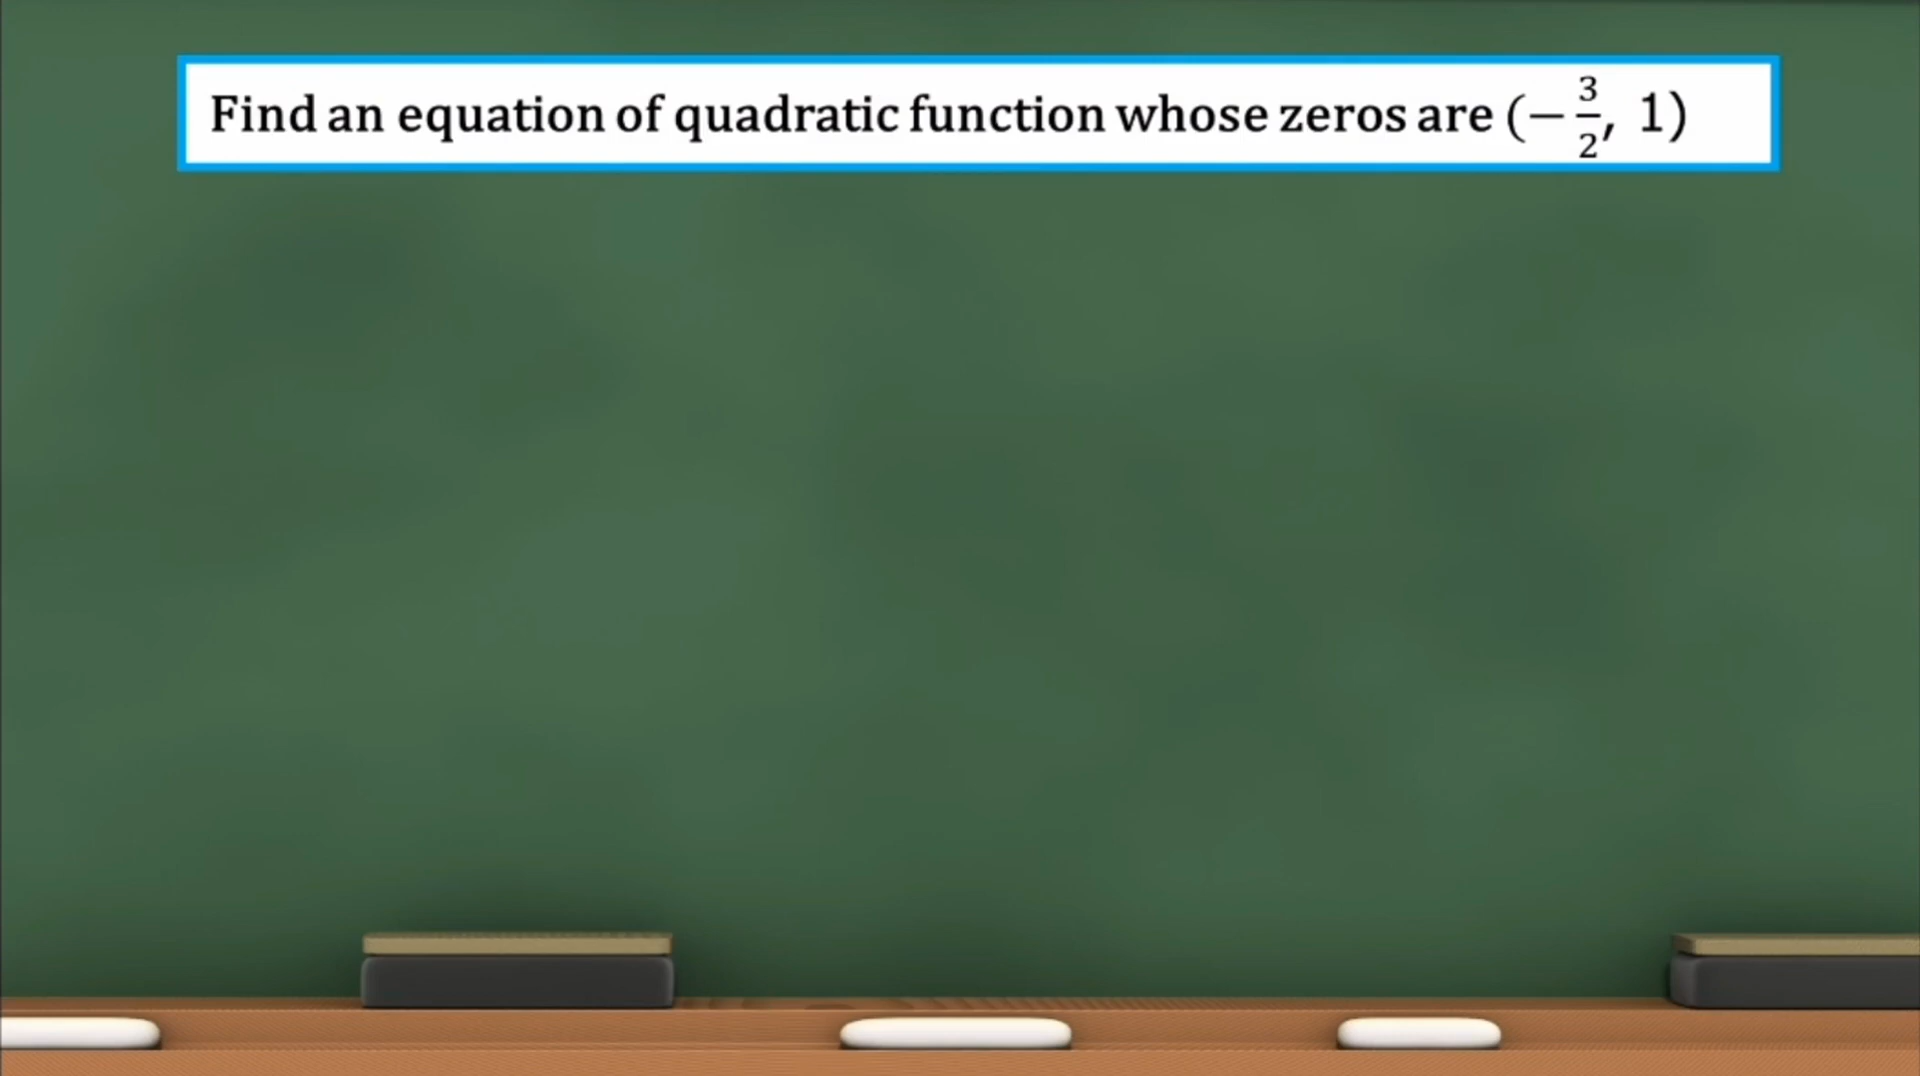 Find an equation of quadratic function whose zeros are (−3/2, 1)